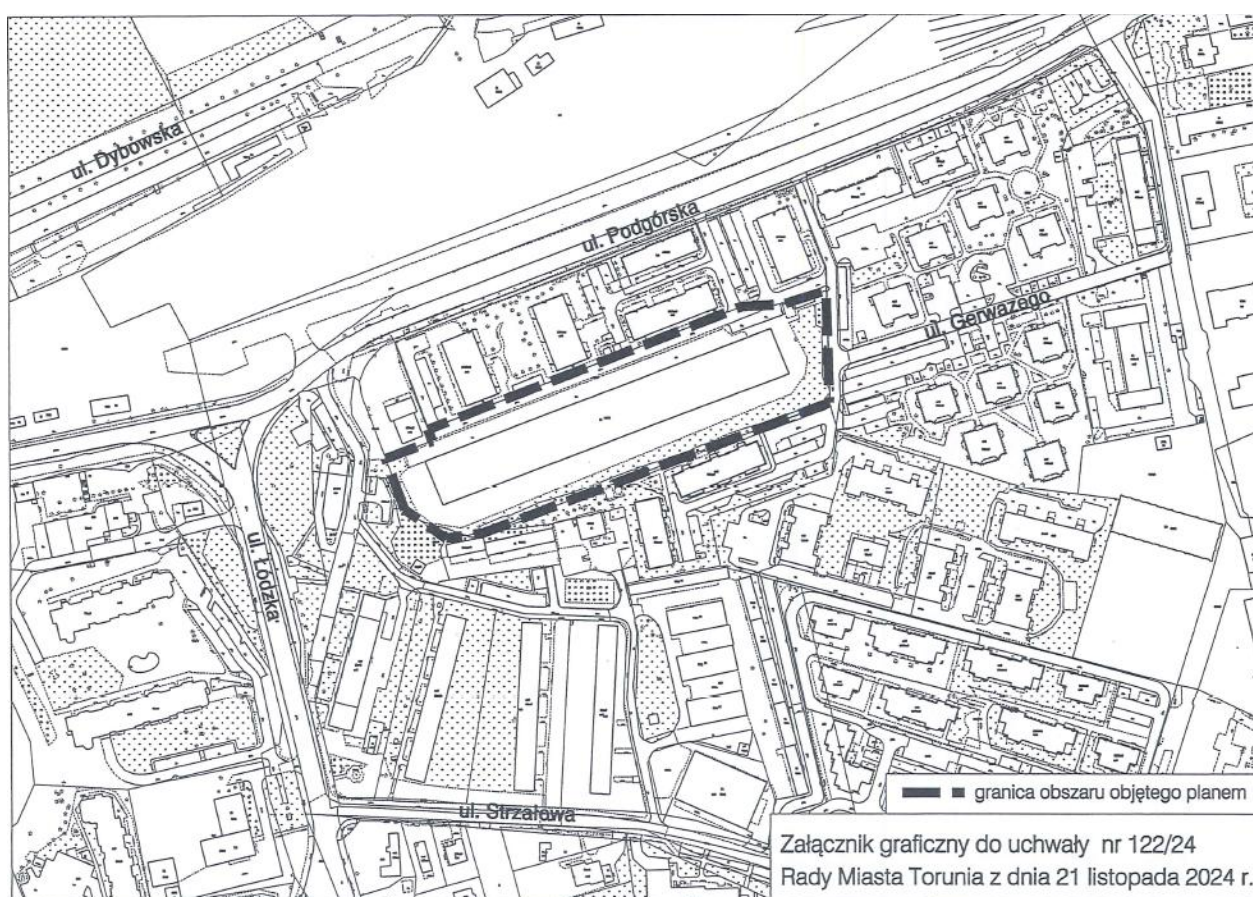 ul. Dybowska
ul. Podgórska
ul. Gerwazego
ul. Łódzka
ul. Strzałowa
granica obszaru objętego planem
Załącznik graficzny do uchwały nr 122/24
Rady Miasta Torunia z dnia 21 listopada 2024 r.